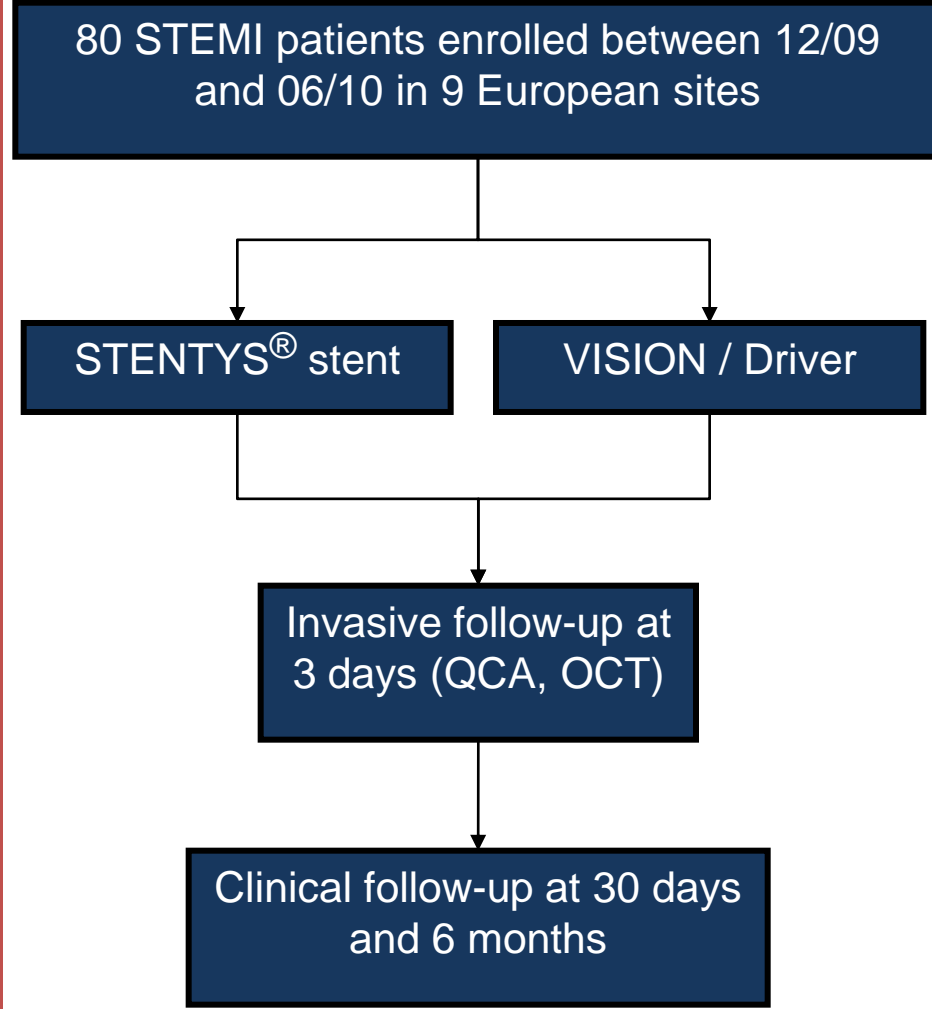 80 STEMI patients enrolled between 12/09
and 06/10 in 9 European sites
STENTYS® stent
VISION / Driver
Invasive follow-up at
3 days (QCA, OCT)
Clinical follow-up at 30 days
and 6 months